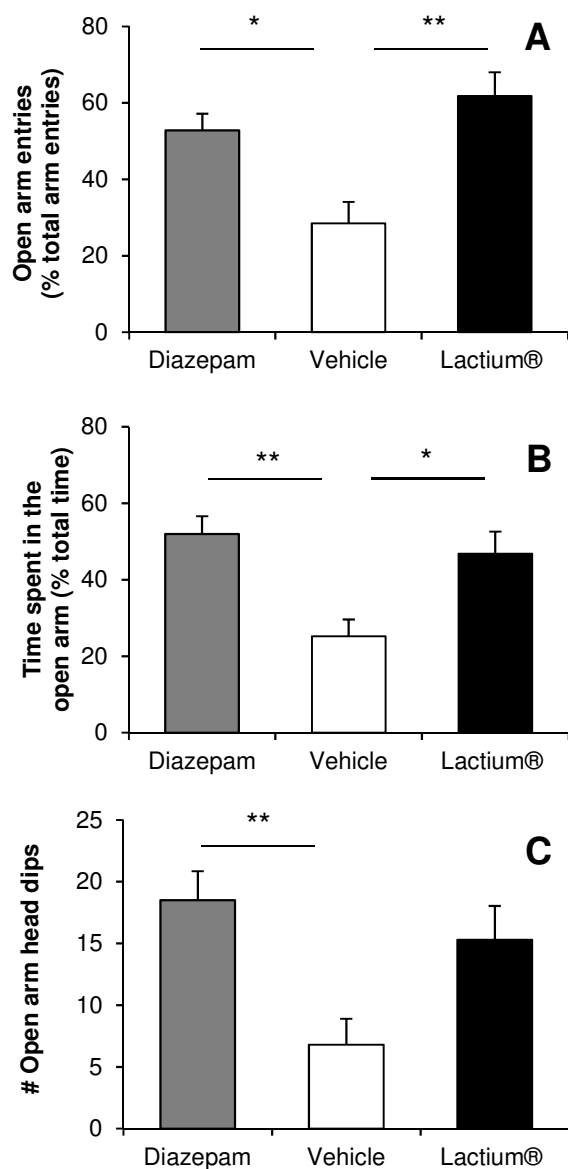 A
* **
Open arm entries
(% total arm entries)
80
60
40
20
0
Diazepam Vehicle Lactium®
B
** *
Time spent in the
open arm (% total time)
80
60
40
20
0
Diazepam Vehicle Lactium®
C
**
# Open arm head dips
25
20
15
10
5
0
Diazepam Vehicle Lactium®